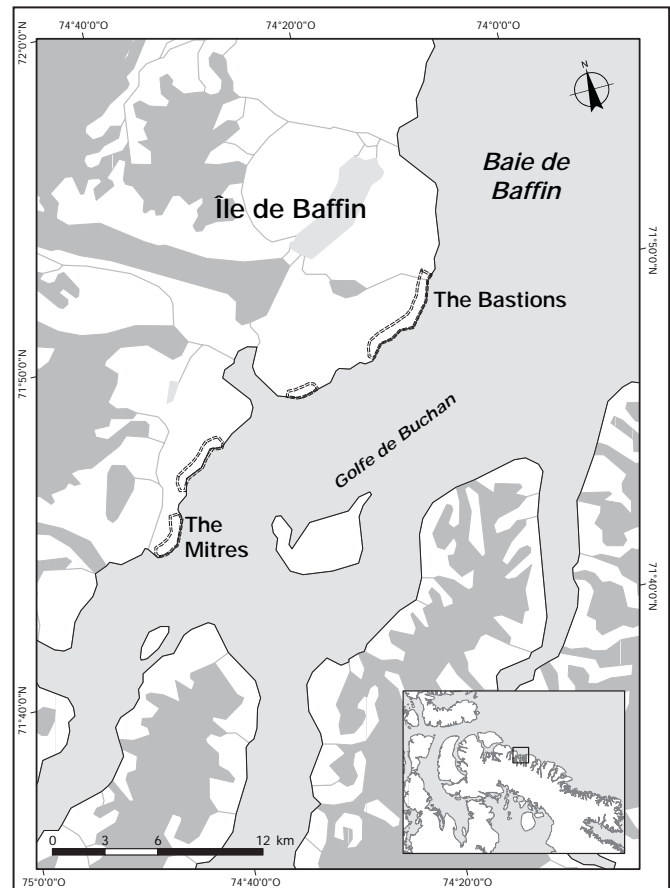 74°40'0"O
74°20'0"O
74°0'0"O
72°0'0"N
N
Baie de
Baffin
Île de Baffin
71°50'0"N
The Bastions
71°50'0"N
Golfe de Buchan
The
Mitres
71°40'0"N
71°40'0"N
0 3 6 12 km
75°0'0"O
74°40'0"O
74°20'0"O